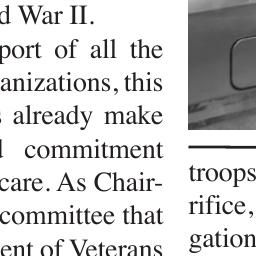 d War II.
port of all the
anizations, this
already make
commitment
care. As Chair-
committee that
ent of Veterans
troops
rifice,
gation